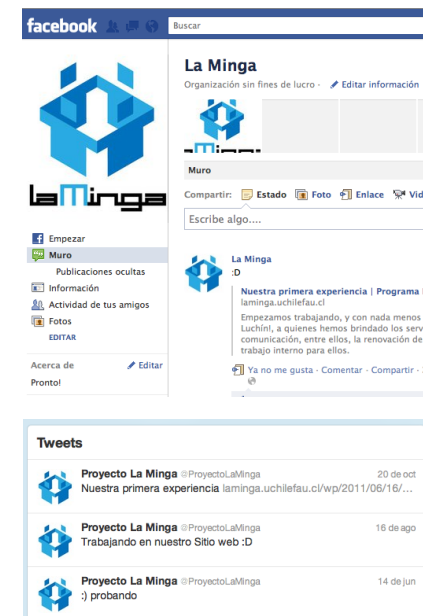 facebook
Buscar
La Minga
Organización sin fines de lucro · Editar información
laMinga
Muro
Compartir: Estado Foto Enlace
Escribe algo....
Empezar
Muro
Publicaciones ocultas
Información
Actividad de tus amigos
Fotos
EDITAR
Acerca de Editar
Pronto!
La Minga
:D
Nuestra primera experiencia | Programa
laminga.uchilefau.cl
Empezamos trabajando, y con nada menos
Luchín!, a quienes hemos brindado los serv
comunicación, entre ellos, la renovación de
trabajo interno para ellos.
Ya no me gusta · Comentar · Compartir ·
Tweets
Proyecto La Minga @ProyectoLaMinga 20 de oct
Nuestra primera experiencia laminga.uchilefau.cl/wp/2011/06/16/...
Proyecto La Minga @ProyectoLaMinga 16 de ago
Trabajando en nuestro Sitio web :D
Proyecto La Minga @ProyectoLaMinga 14 de jun
:) probando